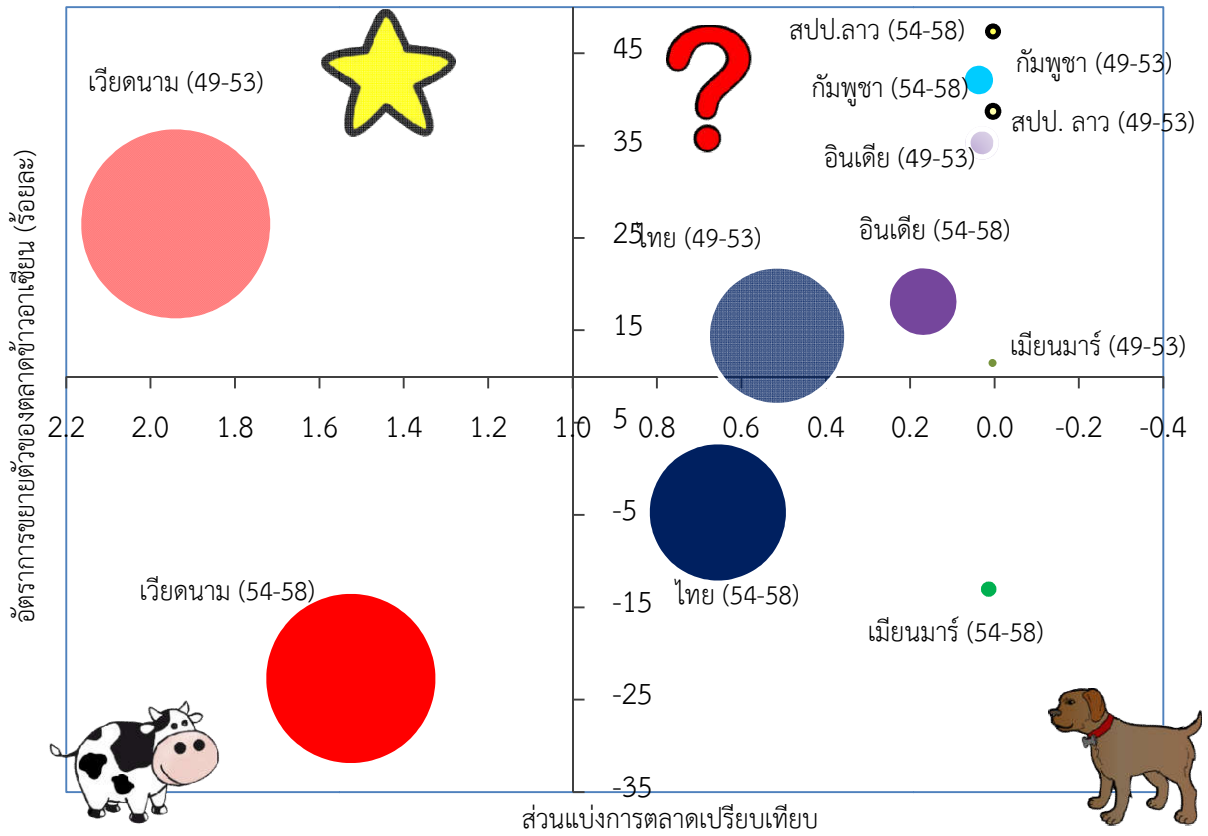 สปป.ลาว (54-58)
45
กัมพูชา (49-53)
เวียดนาม (49-53)
กัมพูชา (54-58)
สปป. ลาว (49-53)
35
อินเดีย (49-53)
25
ไทย (49-53)
อินเดีย (54-58)
15
เมียนมาร์ (49-53)
5
2.2 2.0 1.8 1.6 1.4 1.2 1.0 0.8 0.6 0.4 0.2 0.0 -0.2 -0.4
-5
เวียดนาม (54-58)
ไทย (54-58)
-15
เมียนมาร์ (54-58)
-25
-35
อัตราการขยายตัวของตลาดข้าวอาเซียน (ร้อยละ)
ส่วนแบ่งการตลาดเปรียบเทียบ